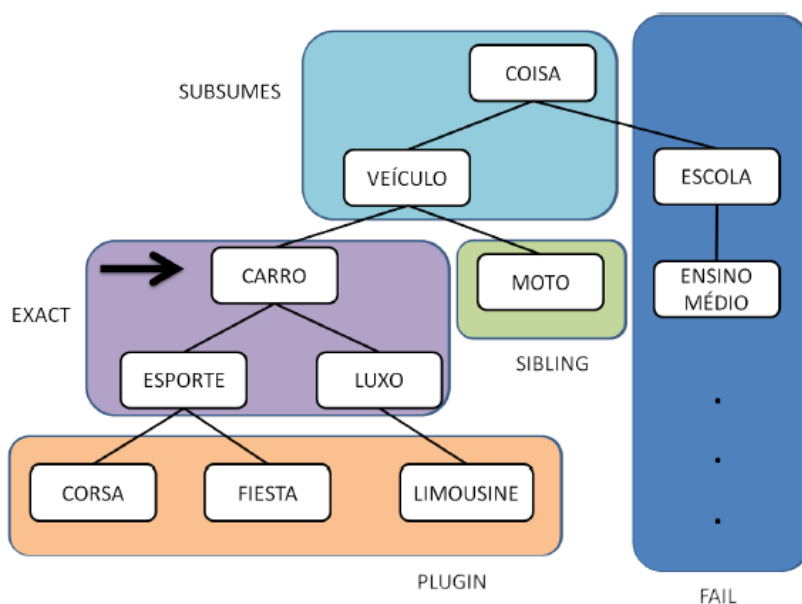 COISA
SUBSUMES
VEÍCULO
ESCOLA
CARRO
MOTO
ENSINO
MÉDIO
EXACT
SIBLING
ESPORTE
LUXO
CORSA
FIESTA
LIMOUSINE
PLUGIN
FAIL